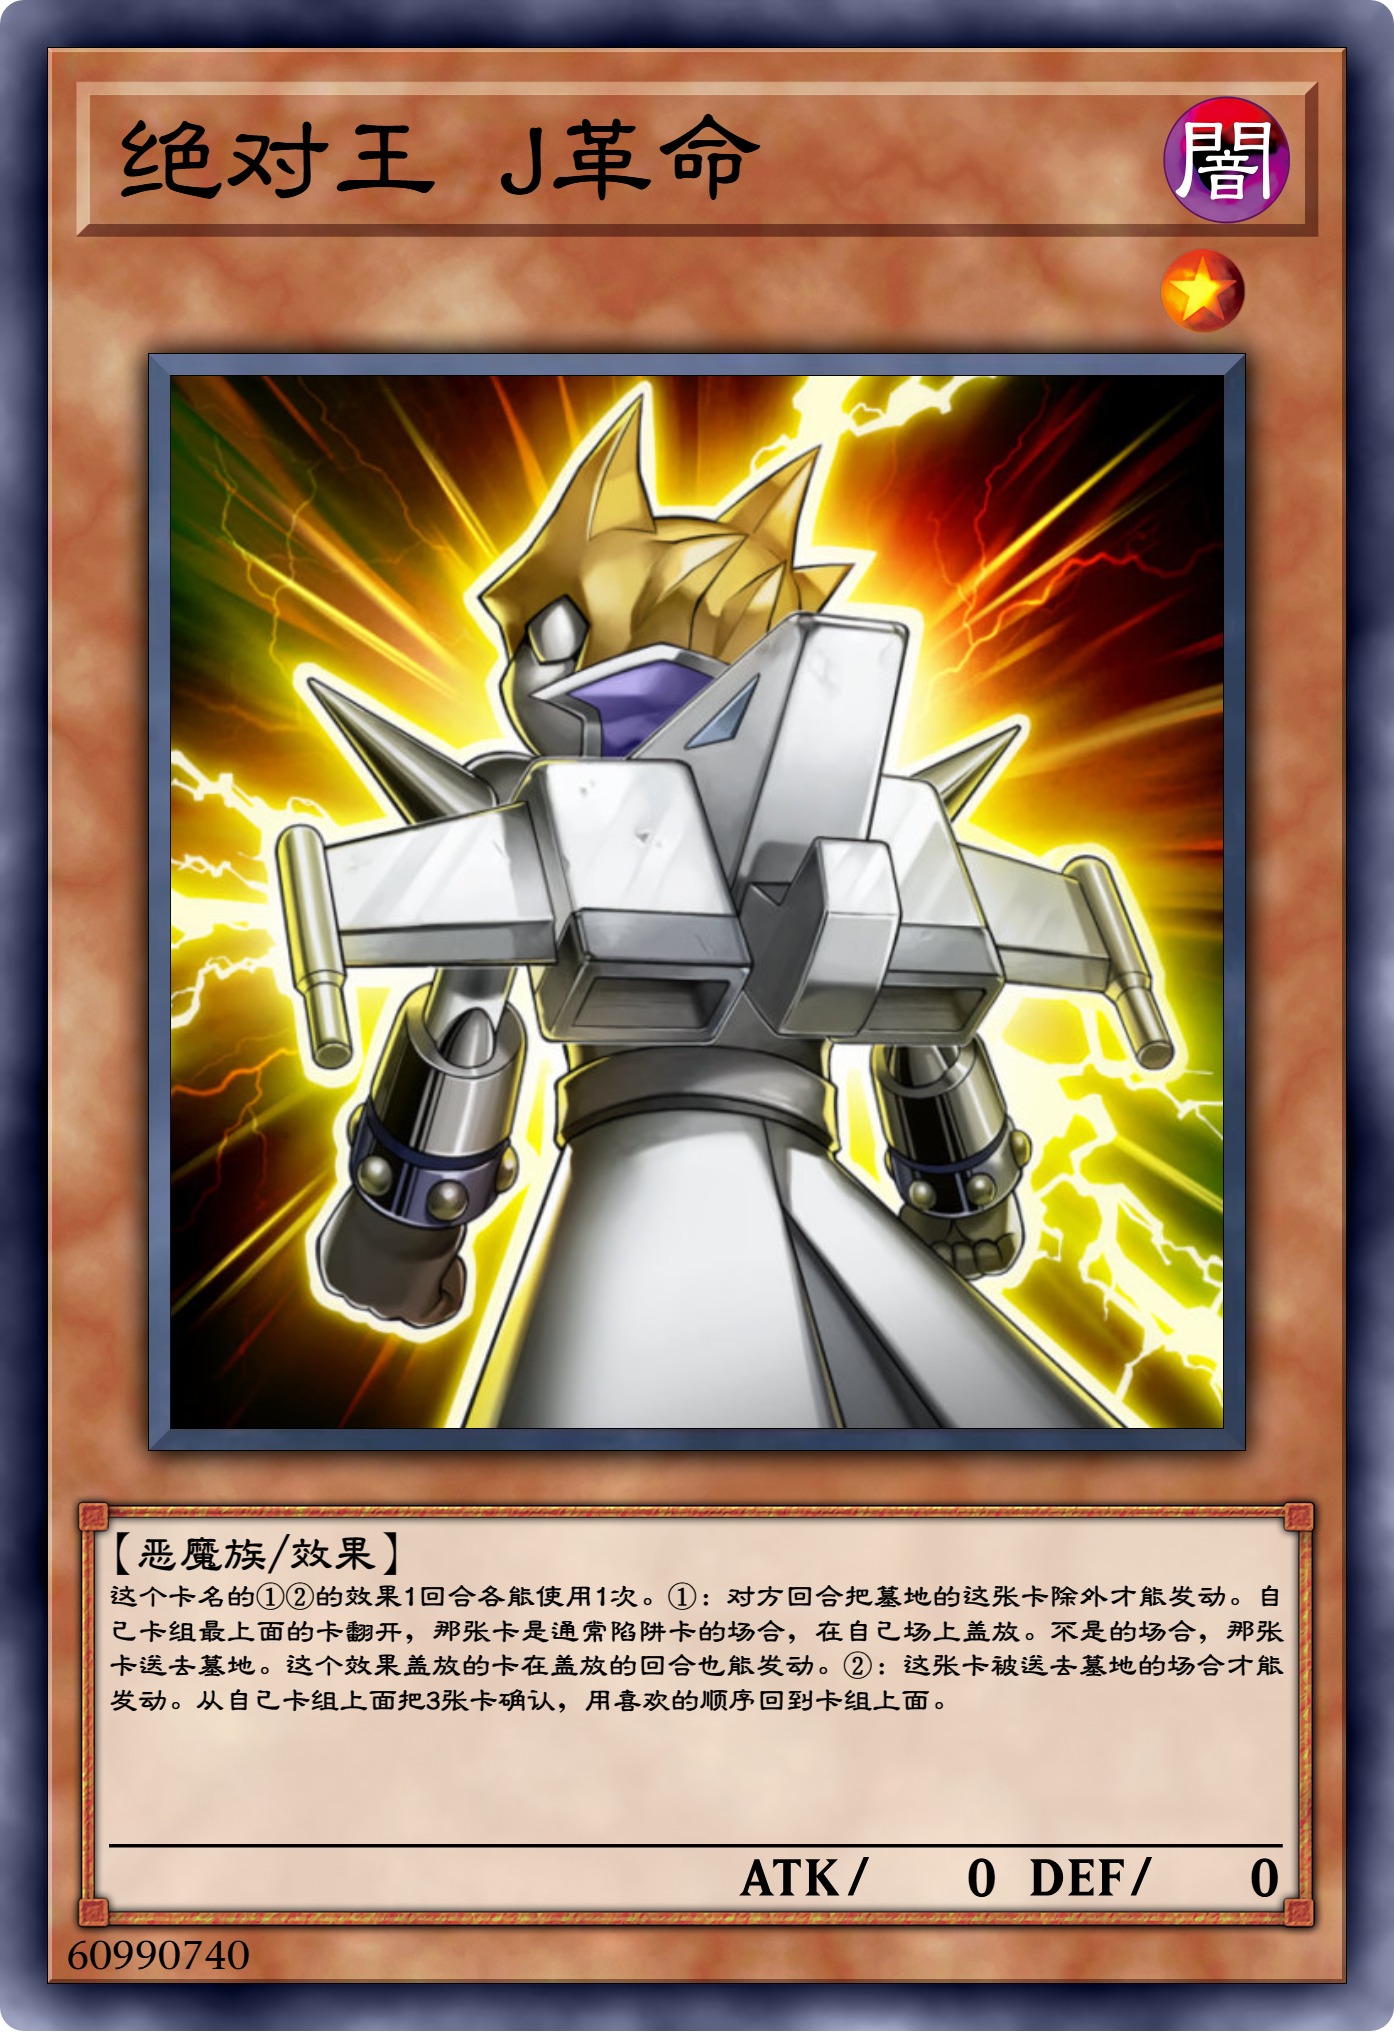 绝对王 J革命
闇
【恶魔族/效果】
这个卡名的①②的效果1回合各能使用1次。①：对方回合把墓地的这张卡除外才能发动。自
己卡组最上面的卡翻开，那张卡是通常陷阱卡的场合，在自己场上盖放。不是的场合，那张
卡送去墓地。这个效果盖放的卡在盖放的回合也能发动。②：这张卡被送去墓地的场合才能
发动。从自己卡组上面把3张卡确认，用喜欢的顺序回到卡组上面。
ATK/ 0 DEF/ 0
60990740